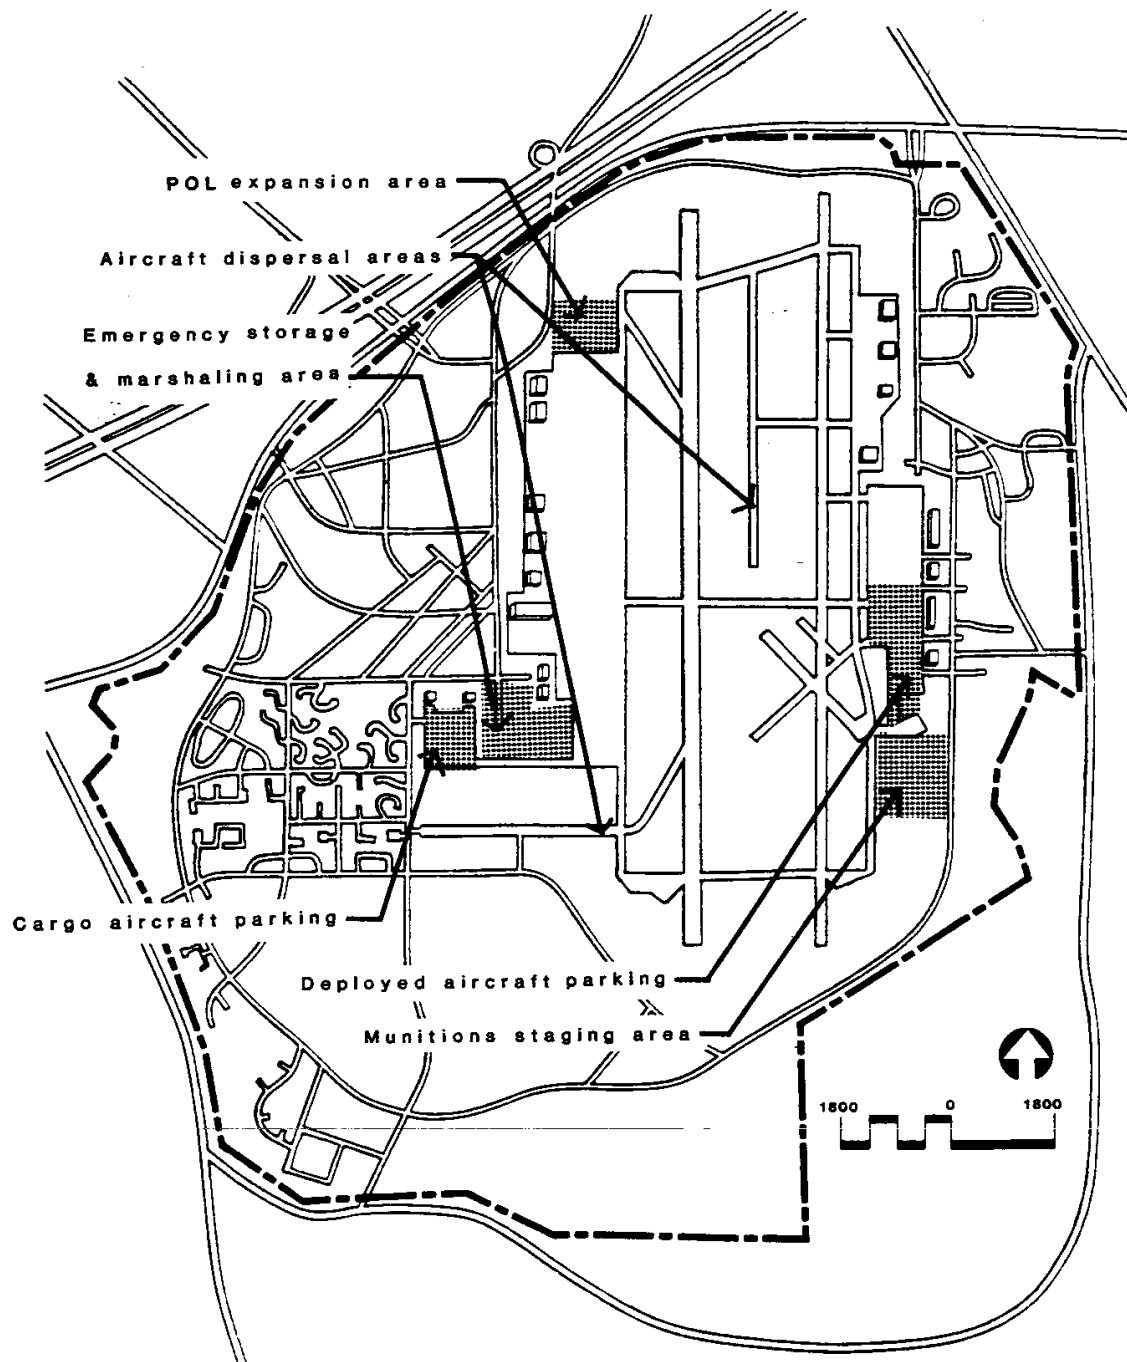 POL expansion area
Aircraft dispersal areas
Emergency storage
& marshaling area
Cargo aircraft parking
Deployed aircraft parking
Munitions staging area
1800 0 1800